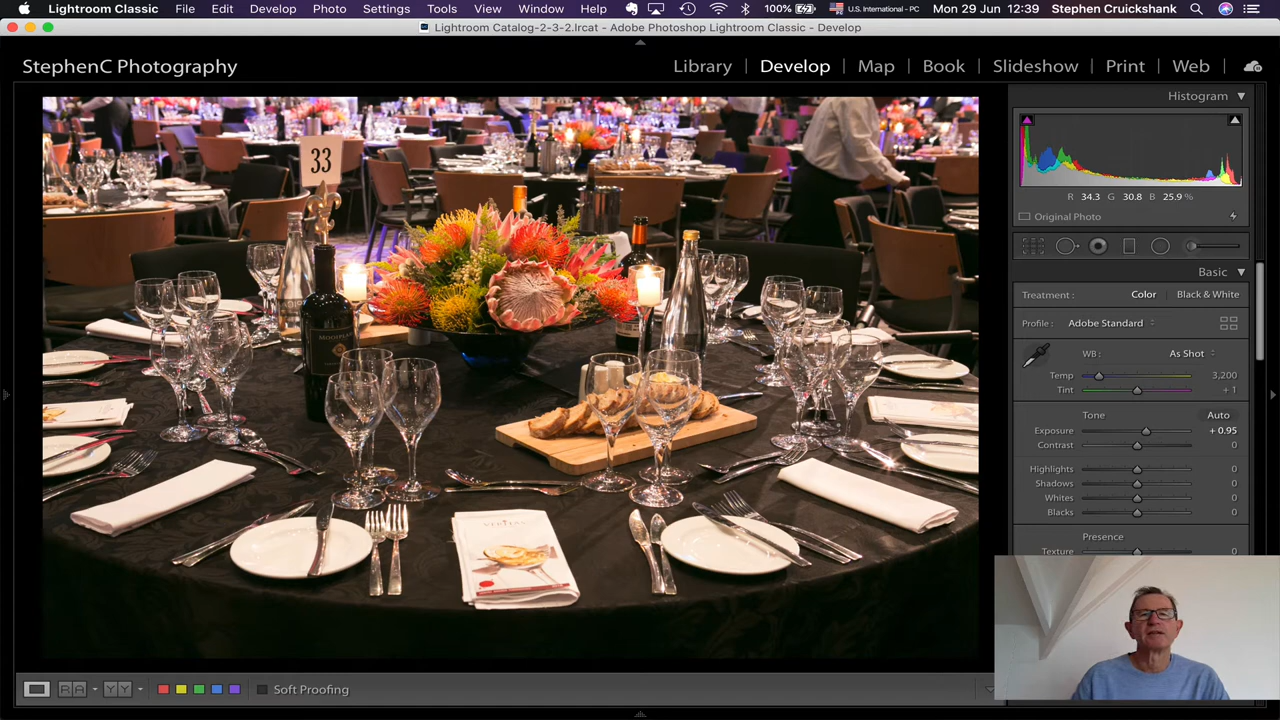 Lightroom Classic File Edit Develop Photo Settings Tools View Window Help 100% U.S. International - PC Mon 29 Jun 12:39 Stephen Cruickshank
Lightroom Catalog-2-3-2.lrcat - Adobe Photoshop Lightroom Classic - Develop
StephenC Photography Library | Develop | Map | Book | Slideshow | Print | Web
Histogram
R 34.3 G 30.8 B 25.9 %
Original Photo
Basic
Treatment : Color Black & White
Profile : Adobe Standard
WB : As Shot
Temp 3,200
Tint + 1
Tone Auto
Exposure + 0.95
Contrast 0
Highlights 0
Shadows 0
Whites 0
Blacks 0
Presence
Texture 0
33
VERITAS
Soft Proofing